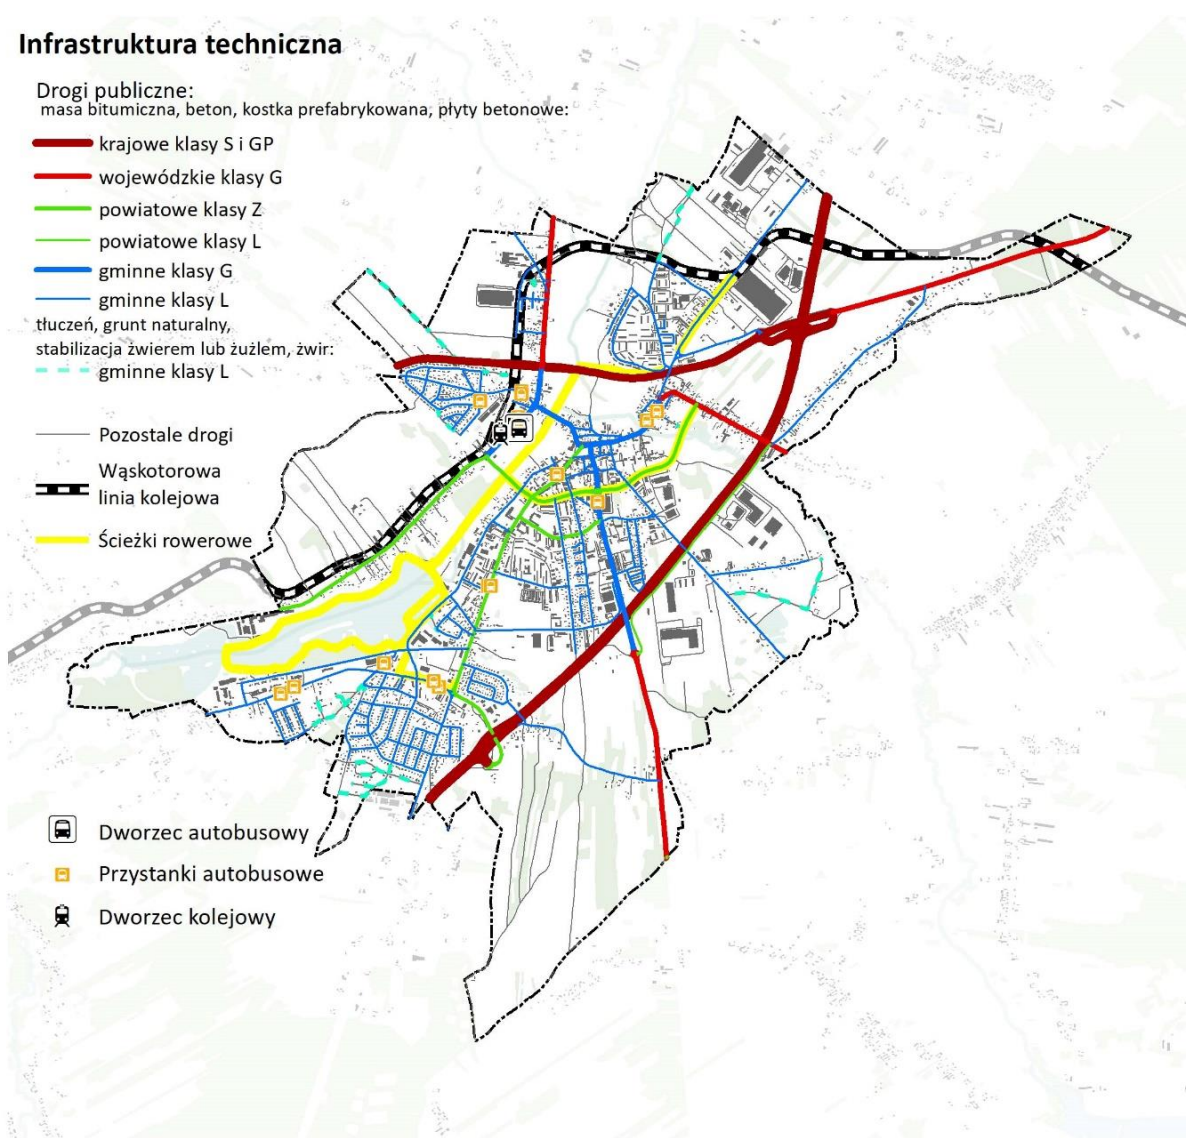 Infrastruktura techniczna
Drogi publiczne:
masa bitumiczna, beton, kostka prefabrykowana, płyty betonowe:
krajowe klasy S i GP
wojewódzkie klasy G
powiatowe klasy Z
powiatowe klasy L
gminne klasy G
gminne klasy L
tłuczeń, grunt naturalny,
stabilizacja żwierem lub żużlem, żwir:
gminne klasy L
Pozostale drogi
Wąskotorowa
linia kolejowa
Ścieżki rowerowe
Dworzec autobusowy
Przystanki autobusowe
Dworzec kolejowy